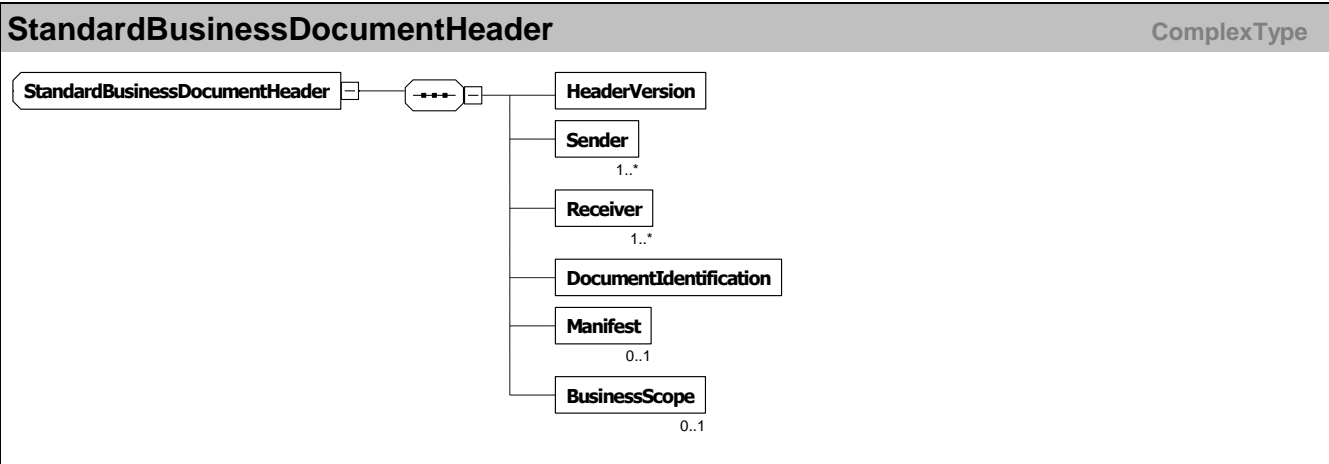 StandardBusinessDocumentHeader ComplexType
StandardBusinessDocumentHeader
HeaderVersion
Sender
1..*
Receiver
1..*
DocumentIdentification
Manifest
0..1
BusinessScope
0..1